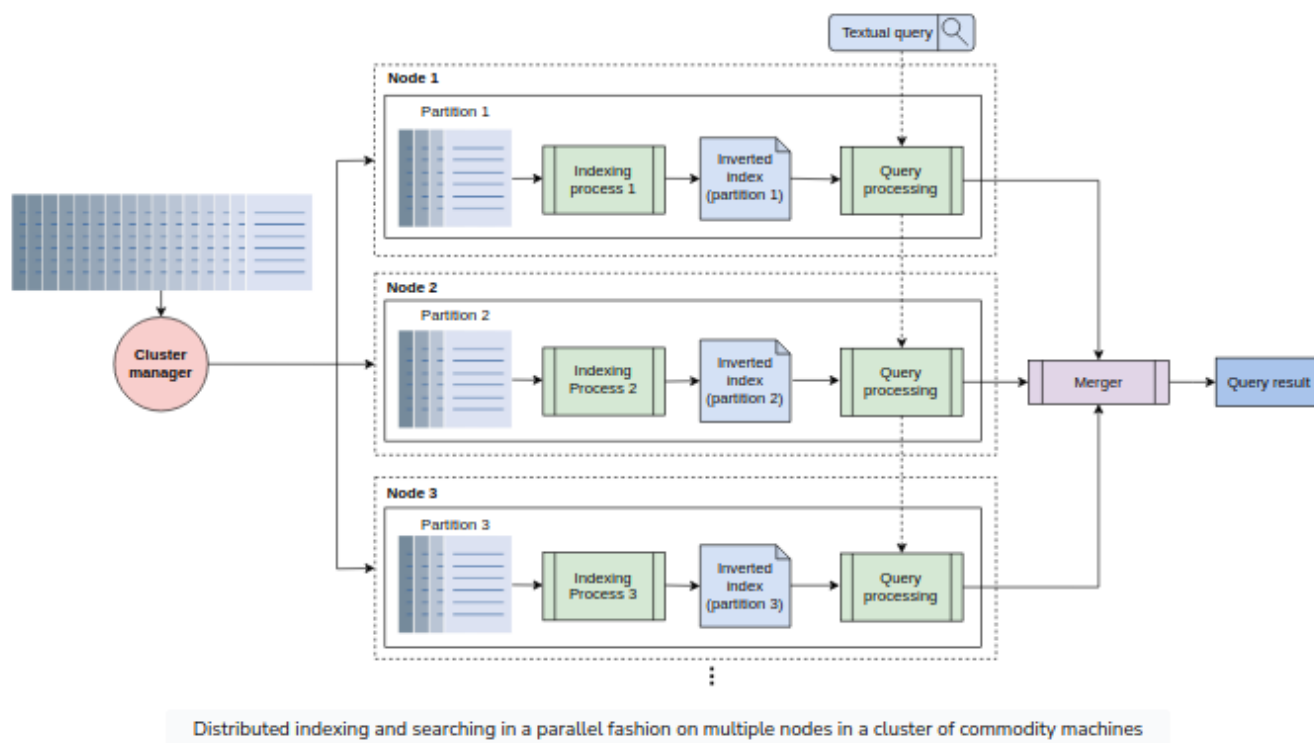 Textual query
Node 1
Partition 1
Indexing
process 1
Inverted
index
(partition 1)
Query
processing
Node 2
Partition 2
Cluster
manager
Indexing
Process 2
Inverted
index
(partition 2)
Query
processing
Merger
Query result
Node 3
Partition 3
Indexing
Process 3
Inverted
index
(partition 3)
Query
processing
Distributed indexing and searching in a parallel fashion on multiple nodes in a cluster of commodity machines